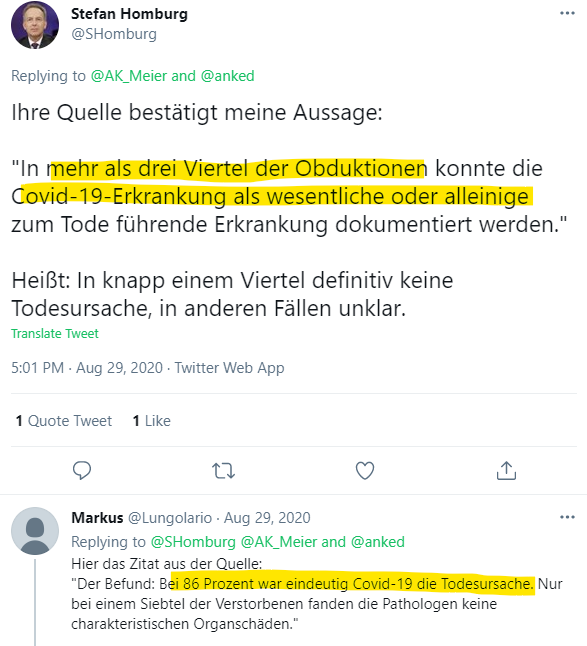 Stefan Homburg
@SHomburg
Replying to @AK_Meier and @anked
Ihre Quelle bestätigt meine Aussage:
"In mehr als drei Viertel der Obduktionen konnte die
Covid-19-Erkrankung als wesentliche oder alleinige
zum Tode führende Erkrankung dokumentiert werden."
Heißt: In knapp einem Viertel definitiv keine
Todesursache, in anderen Fällen unklar.
Translate Tweet
5:01 PM · Aug 29, 2020 · Twitter Web App
1 Quote Tweet 1 Like
Markus @Lungolario · Aug 29, 2020
Replying to @SHomburg @AK_Meier and @anked
Hier das Zitat aus der Quelle:
"Der Befund: Bei 86 Prozent war eindeutig Covid-19 die Todesursache. Nur
bei einem Siebtel der Verstorbenen fanden die Pathologen keine
charakteristischen Organschäden."